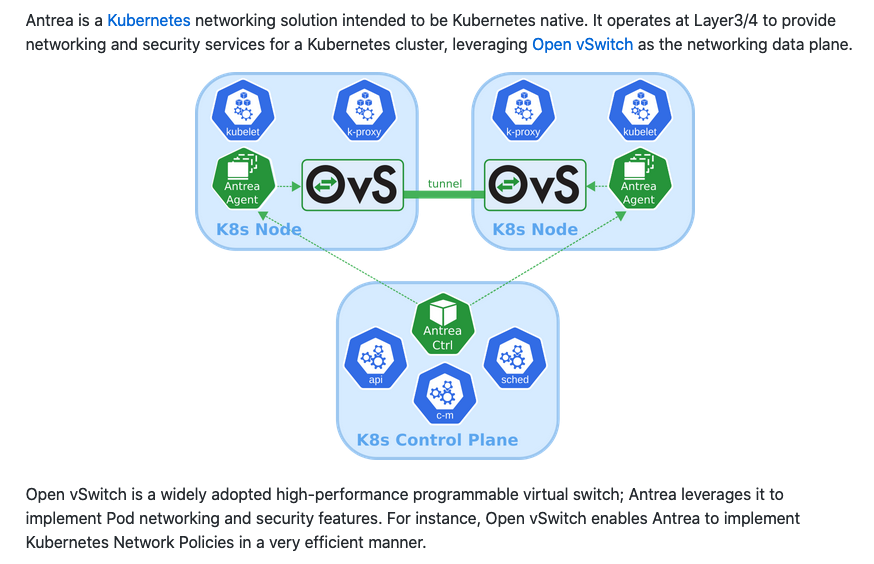 Antrea is a Kubernetes networking solution intended to be Kubernetes native. It operates at Layer3/4 to provide
networking and security services for a Kubernetes cluster, leveraging Open vSwitch as the networking data plane.
kubelet
k-proxy
k-proxy
kubelet
Antrea
Agent
OvS
tunnel
OvS
Antrea
Agent
K8s Node
K8s Node
Antrea
Ctrl
api
sched
c-m
K8s Control Plane
Open vSwitch is a widely adopted high-performance programmable virtual switch; Antrea leverages it to
implement Pod networking and security features. For instance, Open vSwitch enables Antrea to implement
Kubernetes Network Policies in a very efficient manner.